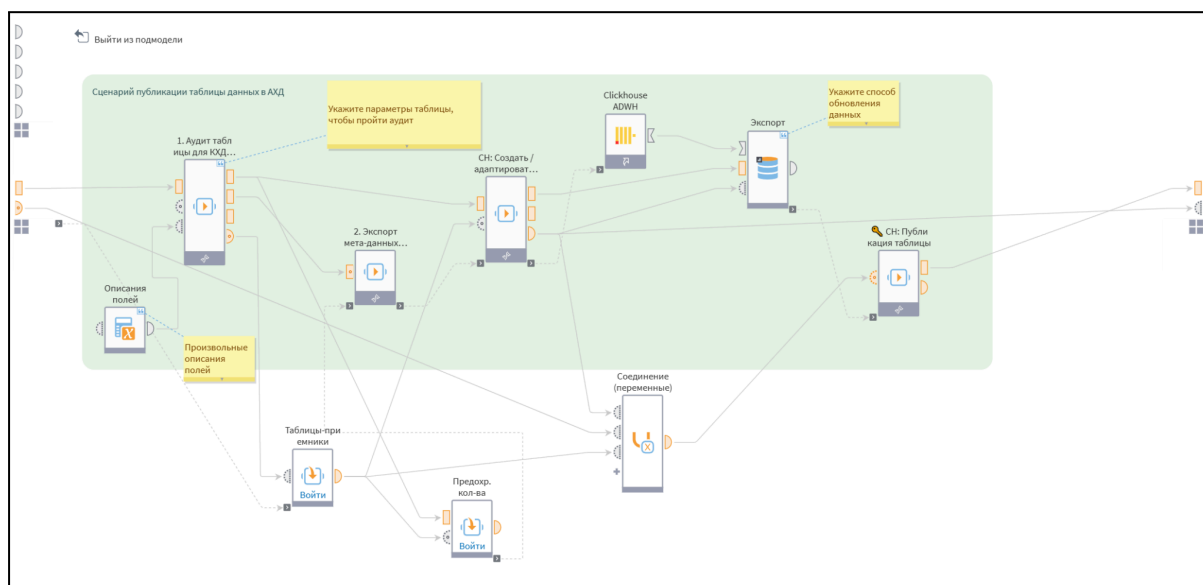 Выйти из подмодели
Сценарий публикации таблицы данных в АХД
Укажите параметры таблицы,
чтобы пройти аудит
Clickhouse
ADWH
Укажите способ
обновления
данных
Экспорт
1. Аудит табл
ицы для КХД...
СН: Создать /
адаптироват...
2. Экспорт
мета-данных...
СН: Публи
кация таблицы
Описания
полей
Произвольные
описания
полей
Соединение
(переменные)
Таблицы-при
емники
Войти
Предохр.
кол-ва
Войти